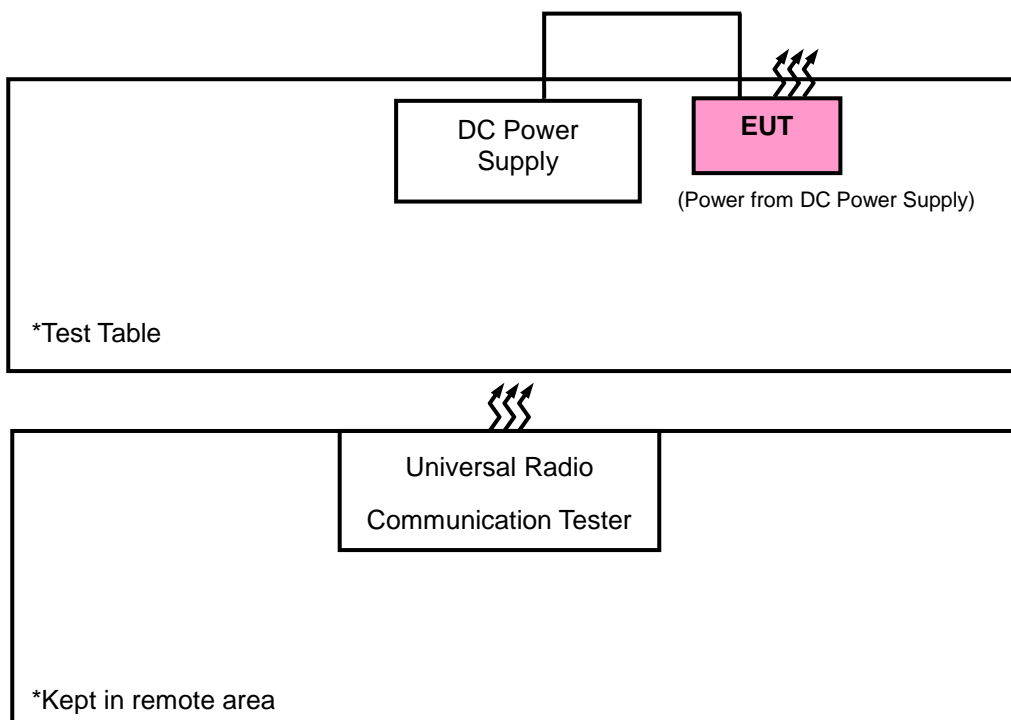 DC Power
Supply
EUT
(Power from DC Power Supply)
*Test Table
Universal Radio
Communication Tester
*Kept in remote area